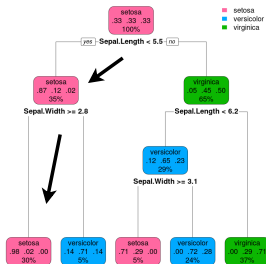 setosa
versicolor
virginica
setosa
.33 .33 .33
100%
yes Sepal.Length < 5.5 no
setosa
.87 .12 .02
35%
virginica
.05 .45 .50
65%
Sepal.Width >= 2.8
Sepal.Length < 6.2
versicolor
.12 .65 .23
29%
Sepal.Width >= 3.1
setosa
.98 .02 .00
30%
versicolor
.14 .71 .14
5%
setosa
.71 .29 .00
5%
versicolor
.00 .72 .28
24%
virginica
.00 .29 .71
37%